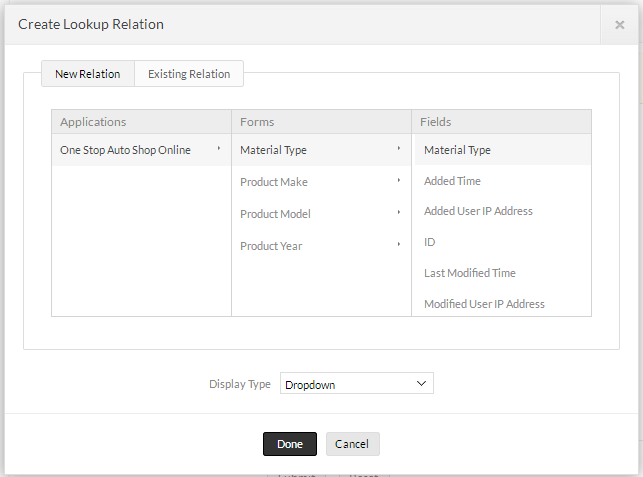 Create Lookup Relation
×
New Relation Existing Relation
Applications Forms Fields
One Stop Auto Shop Online Material Type Material Type
Product Make Added Time
Product Model Added User IP Address
Product Year ID
Last Modified Time
Modified User IP Address
Display Type Dropdown
Done Cancel